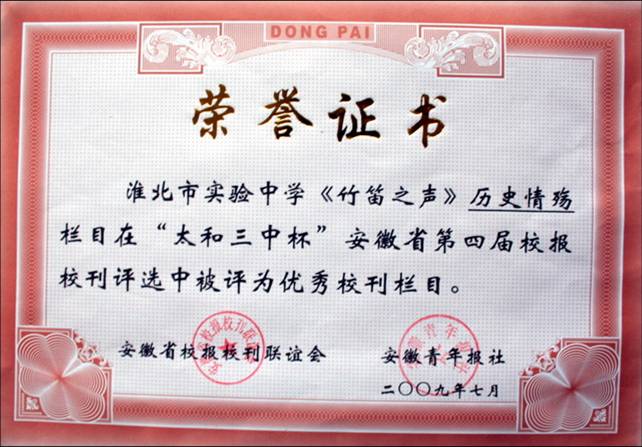 DONG PAI
荣誉证书
淮北市实验中学《竹笛之声》历史情殇
栏目在“太和三中杯”安徽省第四届校报
校刊评选中被评为优秀校刊栏目。
安徽省校报校刊联谊会
安徽青年报社
二〇〇九年七月